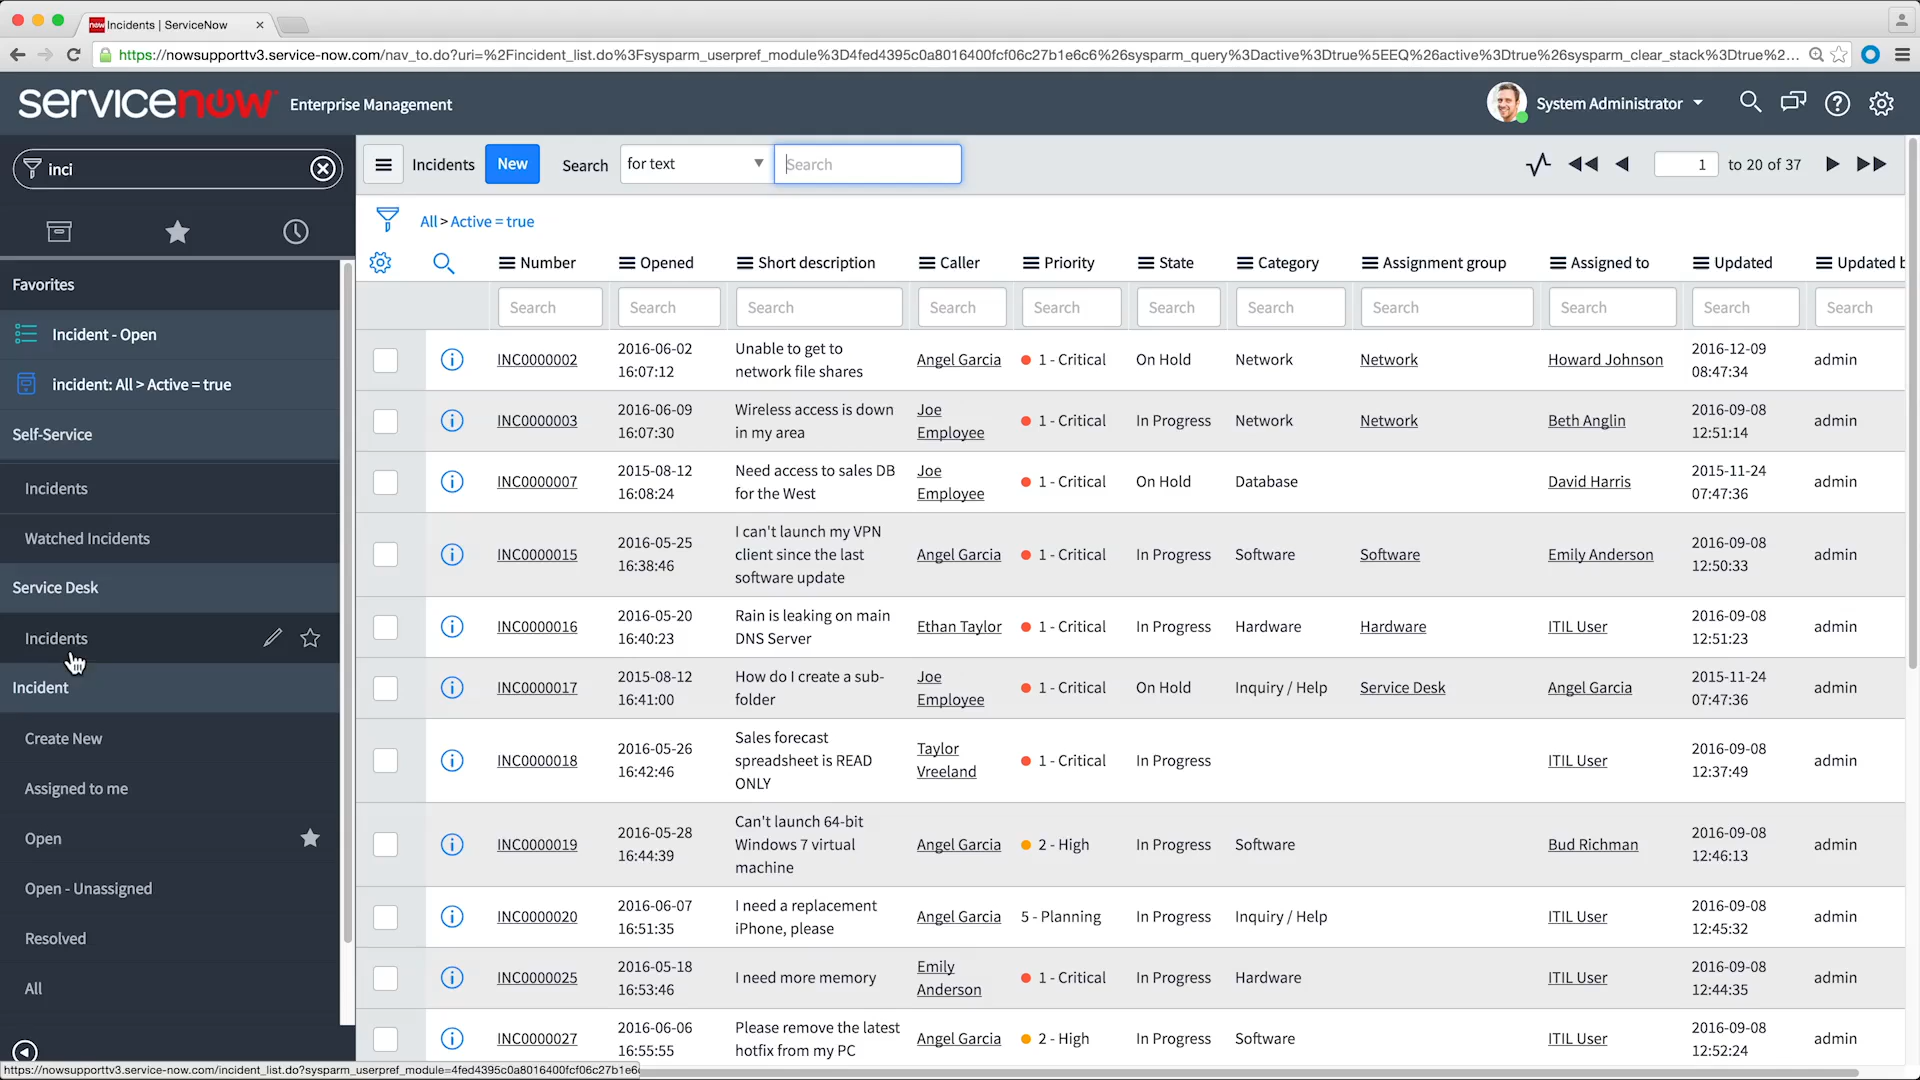 Incidents | ServiceNow
https://nowsupporttv3.service-now.com/nav_to.do?uri=%2Fincident_list.do%3Fsysparm_userpref_module%3D4fed4395c0a8016400fcf06c27b1e6c6%26sysparm_query%3Dactive%3Dtrue%5EEQ%26active%3Dtrue%26sysparm_clear_stack%3Dtrue%2...
servicenow Enterprise Management
System Administrator
inci
Incidents New Search for text Search 1 to 20 of 37
All > Active = true
Favorites
Incident - Open
incident: All > Active = true
Self-Service
Incidents
Watched Incidents
Service Desk
Incidents
Incident
Create New
Assigned to me
Open
Open - Unassigned
Resolved
All
Number Opened Short description Caller Priority State Category Assignment group Assigned to Updated Updated b
Search Search Search Search Search Search Search Search Search Search Search
INC0000002 2016-06-02 16:07:12 Unable to get to network file shares Angel Garcia 1 - Critical On Hold Network Network Howard Johnson 2016-12-09 08:47:34 admin
INC0000003 2016-06-09 16:07:30 Wireless access is down in my area Joe Employee 1 - Critical In Progress Network Network Beth Anglin 2016-09-08 12:51:14 admin
INC0000007 2015-08-12 16:08:24 Need access to sales DB for the West Joe Employee 1 - Critical On Hold Database David Harris 2015-11-24 07:47:36 admin
INC0000015 2016-05-25 16:38:46 I can't launch my VPN client since the last software update Angel Garcia 1 - Critical In Progress Software Software Emily Anderson 2016-09-08 12:50:33 admin
INC0000016 2016-05-20 16:40:23 Rain is leaking on main DNS Server Ethan Taylor 1 - Critical In Progress Hardware Hardware ITIL User 2016-09-08 12:51:23 admin
INC0000017 2015-08-12 16:41:00 How do I create a sub-folder Joe Employee 1 - Critical On Hold Inquiry / Help Service Desk Angel Garcia 2015-11-24 07:47:36 admin
INC0000018 2016-05-26 16:42:46 Sales forecast spreadsheet is READ ONLY Taylor Vreeland 1 - Critical In Progress ITIL User 2016-09-08 12:37:49 admin
INC0000019 2016-05-28 16:44:39 Can't launch 64-bit Windows 7 virtual machine Angel Garcia 2 - High In Progress Software Bud Richman 2016-09-08 12:46:13 admin
INC0000020 2016-06-07 16:51:35 I need a replacement iPhone, please Angel Garcia 5 - Planning In Progress Inquiry / Help ITIL User 2016-09-08 12:45:32 admin
INC0000025 2016-05-18 16:53:46 I need more memory Emily Anderson 1 - Critical In Progress Hardware ITIL User 2016-09-08 12:44:35 admin
INC0000027 2016-06-06 16:55:55 Please remove the latest hotfix from my PC Angel Garcia 2 - High In Progress Software ITIL User 2016-09-08 12:52:24 admin
https://nowsupporttv3.service-now.com/incident_list.do?sysparm_userpref_module=4fed4395c0a8016400fcf06c27b1e6